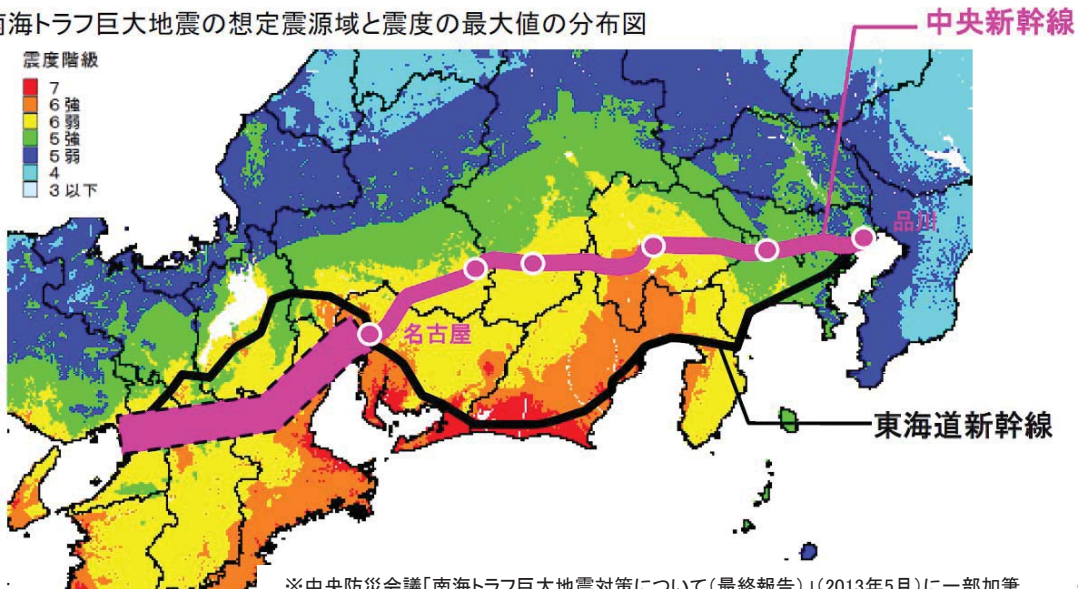 南海トラフ巨大地震の想定震源域と震度の最大値の分布図
中央新幹線
震度階級
7
6強
6弱
5強
5弱
4
3以下
品川
名古屋
東海道新幹線
※中央防災会議「南海トラフ巨大地震対策について(最終報告)」(2013年5月)に一部加筆